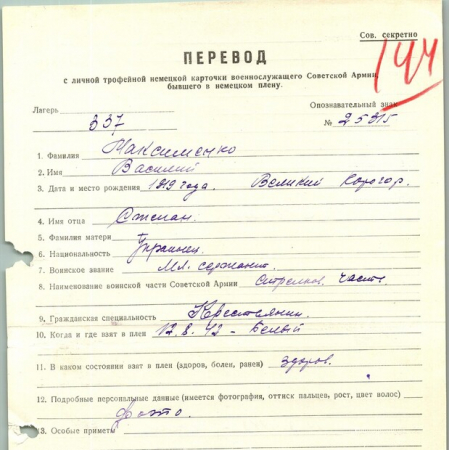 Сов. секретно
144
ПЕРЕВОД
с личной трофейной немецкой карточки военнослужащего Советской Армии,
бывшего в немецком плену.
Лагерь 337
Опознавательный знак № 25315
1. Фамилия Максименко
2. Имя Василий
3. Дата и место рождения 1919 года. Великий
4. Имя отца Степан.
5. Фамилия матери
6. Национальность Украинец.
7. Воинское звание Мл. сержант.
8. Наименование воинской части Советской Армии Стрелков. часть
9. Гражданская специальность Крестьянин
10. Когда и где взят в плен 12.8.42 - Белый
11. В каком состоянии взят в плен (здоров, болен, ранен) здоров.
12. Подробные персональные данные (имеется фотография, оттиск пальцев, рост, цвет волос)
фото.
13. Особые приметы